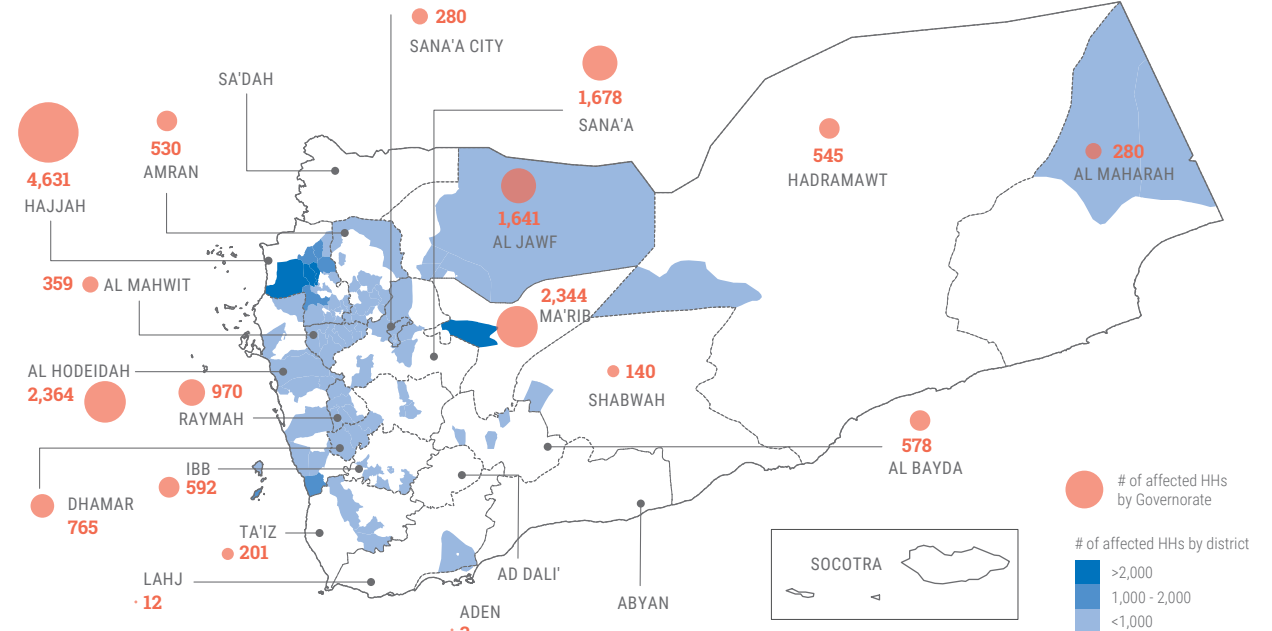 280
SANA'A CITY
SA'DAH
1,678
SANA'A
4,631
HAJJAH
530
AMRAN
545
HADRAMAWT
280
AL MAHARAH
1,641
AL JAWF
359 AL MAHWIT
2,344
MA'RIB
AL HODEIDAH
2,364
970
RAYMAH
140
SHABWAH
578
AL BAYDA
IBB
592
DHAMAR
765
TA'IZ
201
LAHJ
12
AD DALI'
ADEN
ABYAN
SOCOTRA
# of affected HHs
by Governorate
# of affected HHs by district
>2,000
1,000 - 2,000
<1,000